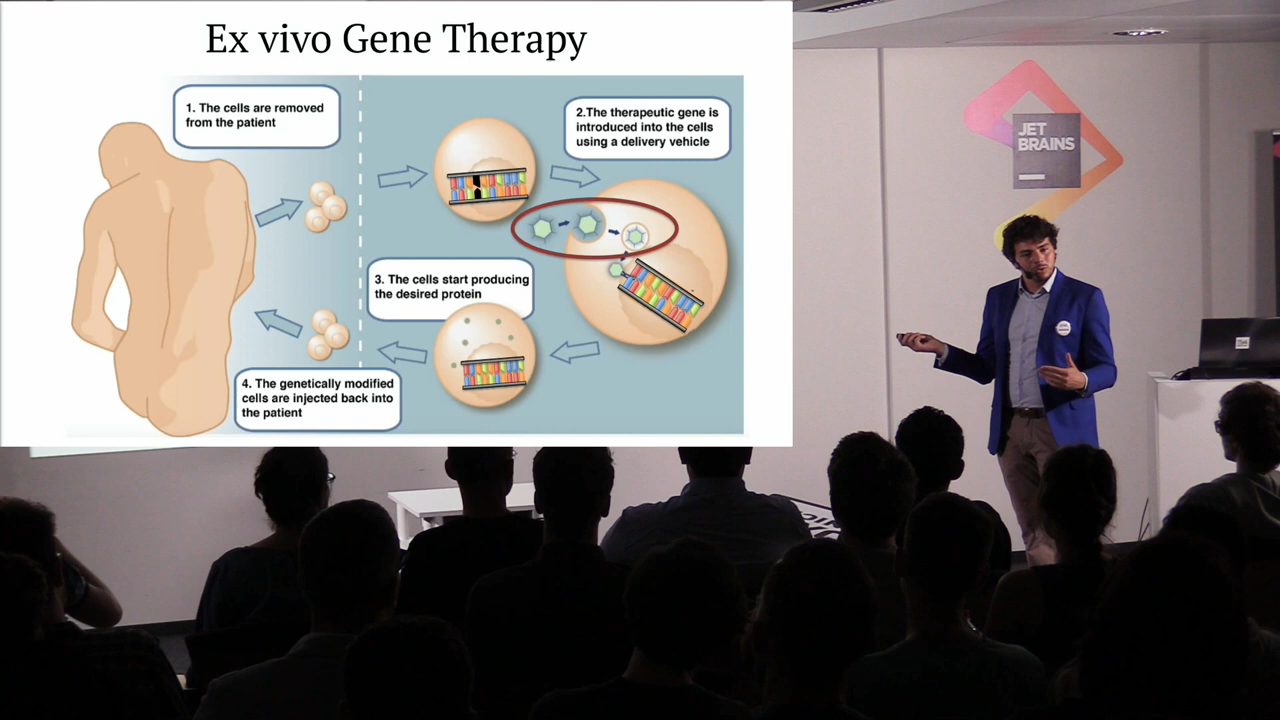 Ex vivo Gene Therapy
1. The cells are removed
from the patient
2.The therapeutic gene is
introduced into the cells
using a delivery vehicle
3. The cells start producing
the desired protein
4. The genetically modified
cells are injected back into
the patient
JET
BRAINS